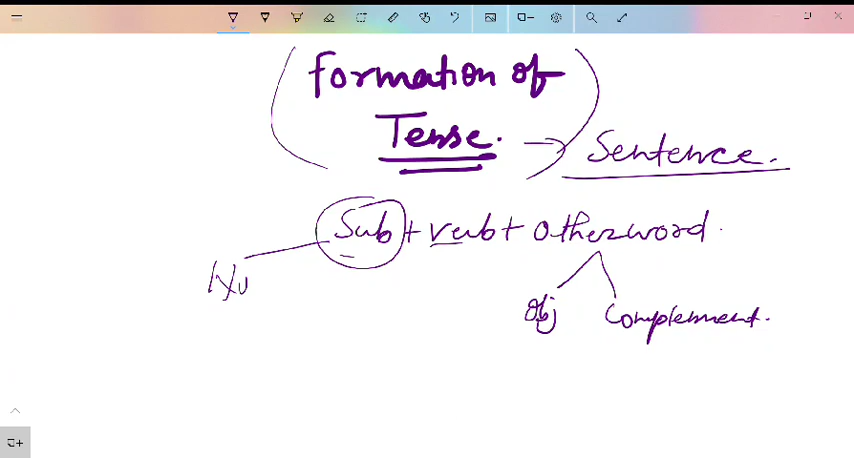 Formation of
Tense. → Sentence.
Sub + verb + Otherword.
Obj Complement.